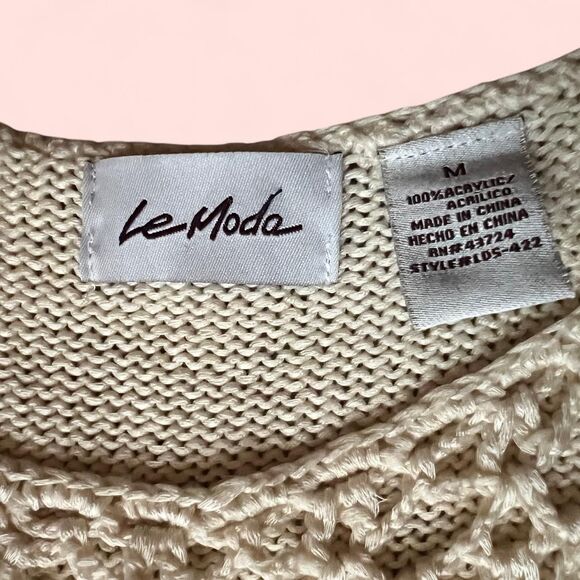 Le Moda
M
100% ACRYLIC/
ACRILICO
MADE IN CHINA
HECHO EN CHINA
RN#43724
STYLE#LDS-422